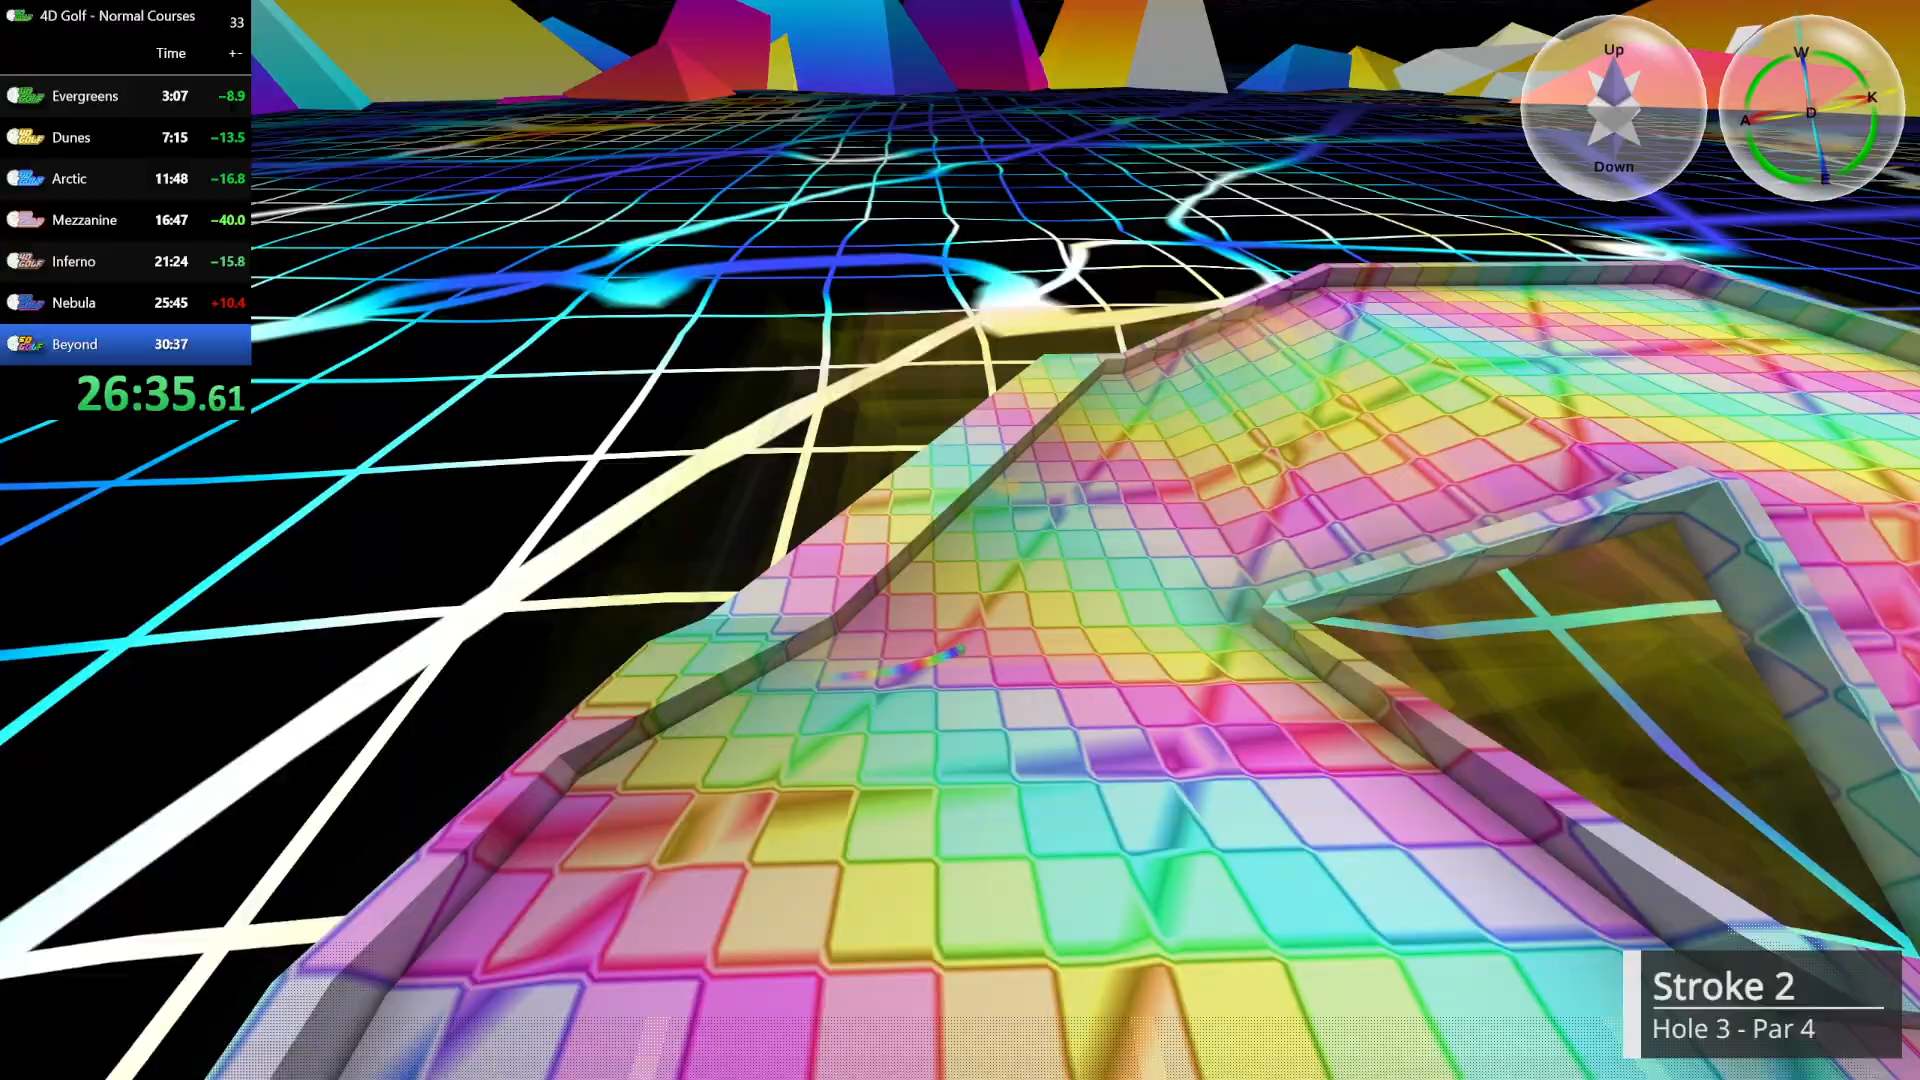 4D Golf - Normal Courses
33
Time +-
Evergreens 3:07 −8.9
Dunes 7:15 −13.5
Arctic 11:48 −16.8
Mezzanine 16:47 −40.0
Inferno 21:24 −15.8
Nebula 25:45 +10.4
Beyond 30:37
26:35.61
Up
Down
W
K
D
A
E
Stroke 2
Hole 3 - Par 4